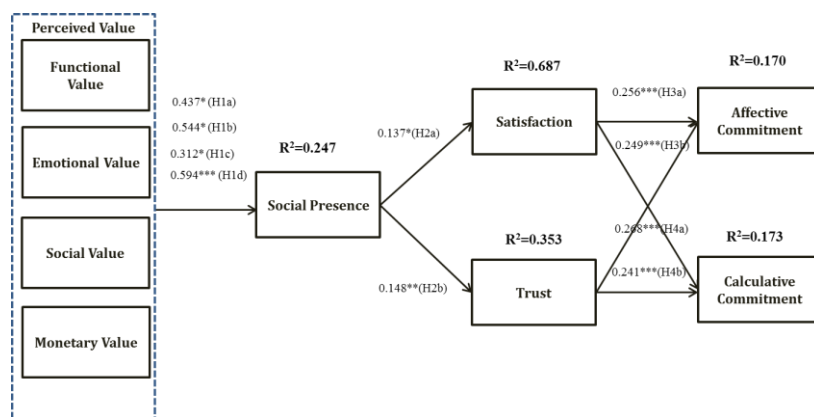 Perceived Value
Functional
Value
Emotional Value
Social Value
Monetary Value
0.437* (H1a)
0.544* (H1b)
0.312* (H1c)
0.594*** (H1d)
R²=0.247
Social Presence
0.137* (H2a)
0.148** (H2b)
R²=0.687
Satisfaction
R²=0.353
Trust
0.256*** (H3a)
0.249*** (H3b)
0.268*** (H4a)
0.241*** (H4b)
R²=0.170
Affective
Commitment
R²=0.173
Calculative
Commitment